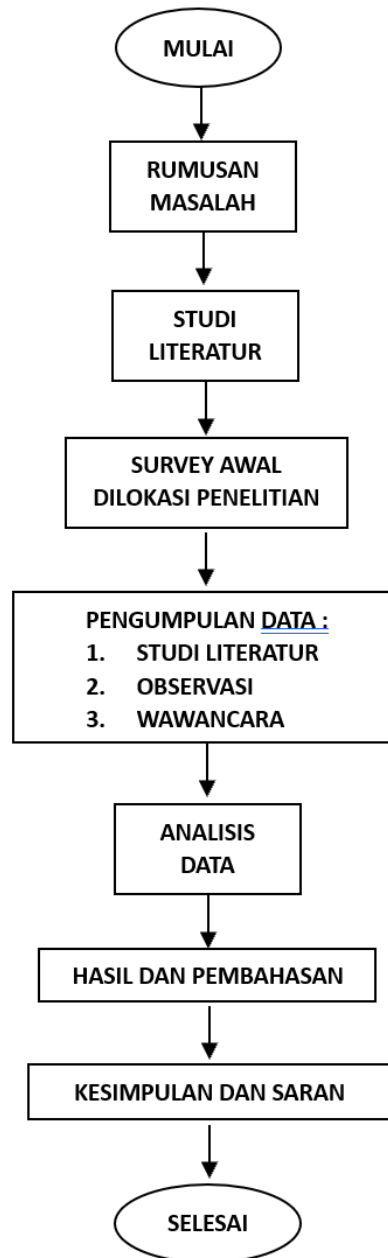 MULAI
RUMUSAN
MASALAH
STUDI
LITERATUR
SURVEY AWAL
DILOKASI PENELITIAN
PENGUMPULAN DATA :
1. STUDI LITERATUR
2. OBSERVASI
3. WAWANCARA
ANALISIS
DATA
HASIL DAN PEMBAHASAN
KESIMPULAN DAN SARAN
SELESAI